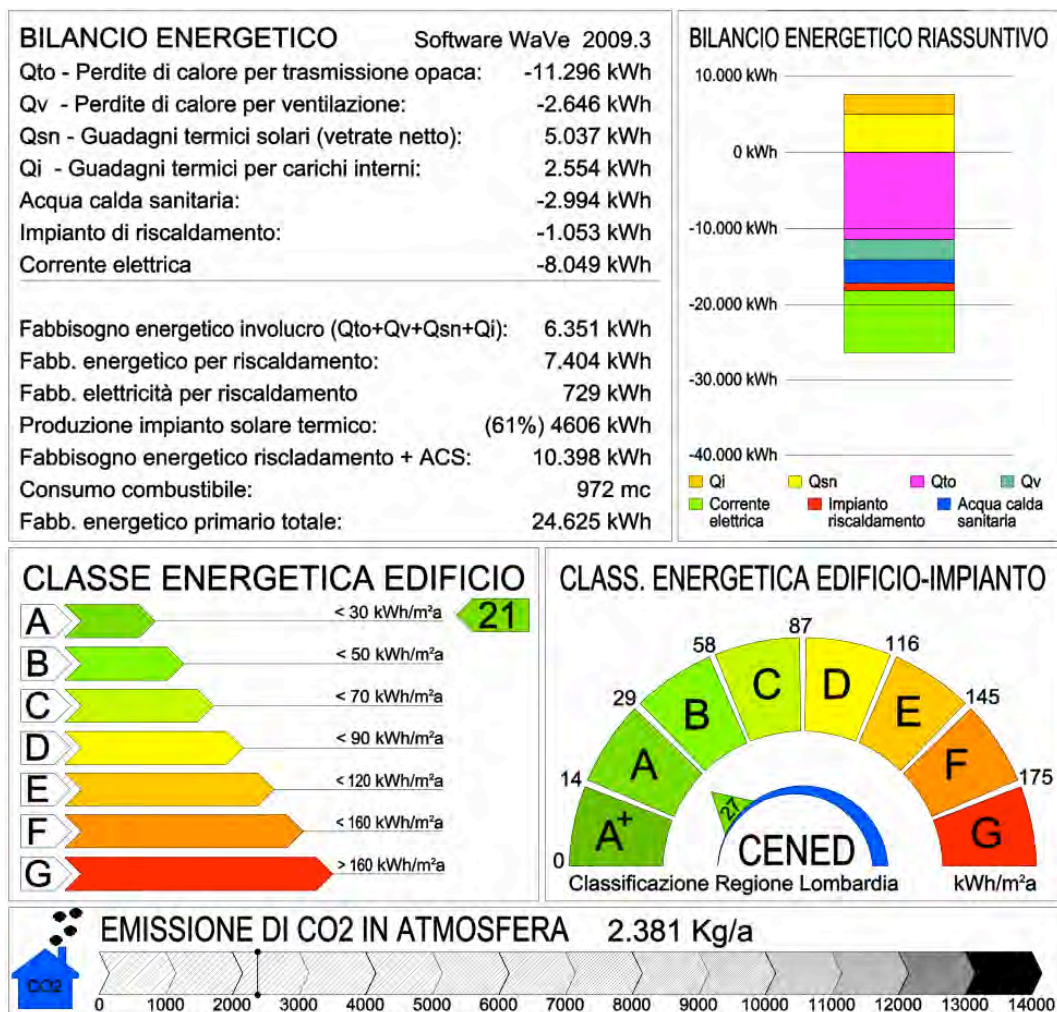 BILANCIO ENERGETICO Software WaVe 2009.3
Qto - Perdite di calore per trasmissione opaca: -11.296 kWh
Qv - Perdite di calore per ventilazione: -2.646 kWh
Qsn - Guadagni termici solari (vetrate netto): 5.037 kWh
Qi - Guadagni termici per carichi interni: 2.554 kWh
Acqua calda sanitaria: -2.994 kWh
Impianto di riscaldamento: -1.053 kWh
Corrente elettrica -8.049 kWh
Fabbisogno energetico involucro (Qto+Qv+Qsn+Qi): 6.351 kWh
Fabb. energetico per riscaldamento: 7.404 kWh
Fabb. elettricità per riscaldamento 729 kWh
Produzione impianto solare termico: (61%) 4606 kWh
Fabbisogno energetico riscladamento + ACS: 10.398 kWh
Consumo combustibile: 972 mc
Fabb. energetico primario totale: 24.625 kWh
BILANCIO ENERGETICO RIASSUNTIVO
10.000 kWh
0 kWh
-10.000 kWh
-20.000 kWh
-30.000 kWh
-40.000 kWh
Qi Qsn Qto Qv
Corrente elettrica
Impianto riscaldamento
Acqua calda sanitaria
CLASSE ENERGETICA EDIFICIO
A < 30 kWh/m²a 21
B < 50 kWh/m²a
C < 70 kWh/m²a
D < 90 kWh/m²a
E < 120 kWh/m²a
F < 160 kWh/m²a
G > 160 kWh/m²a
CLASS. ENERGETICA EDIFICIO-IMPIANTO
0 14 29 58 87 116 145 175
A+ A B C D E F G
27
CENED
Classificazione Regione Lombardia kWh/m²a
EMISSIONE DI CO2 IN ATMOSFERA 2.381 Kg/a
CO2
0 1000 2000 3000 4000 5000 6000 7000 8000 9000 10000 11000 12000 13000 14000